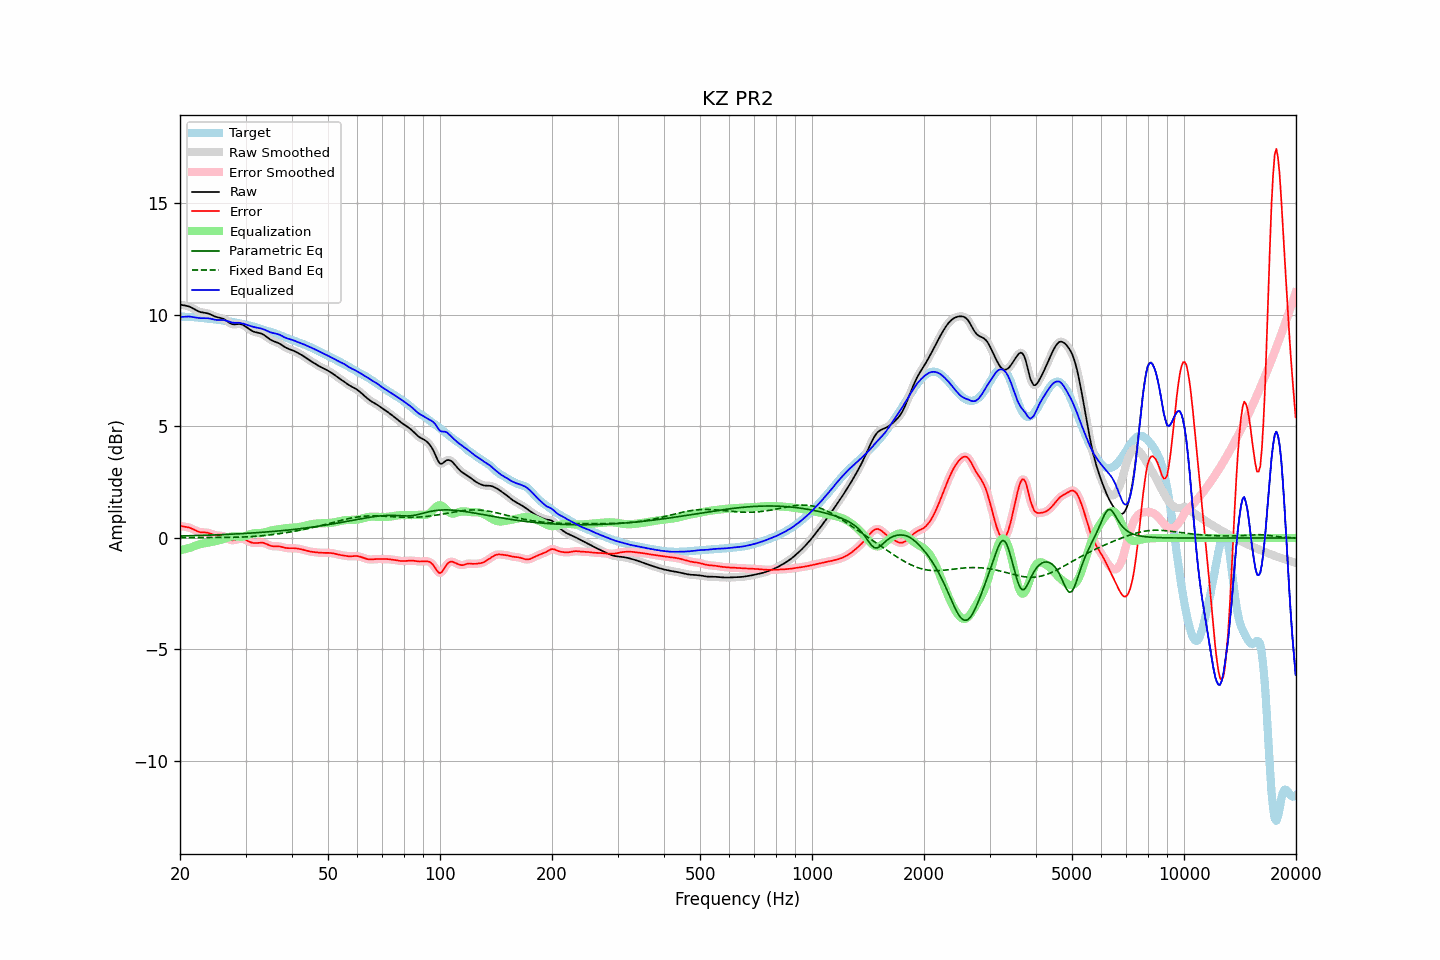 KZ PR2
Target
Raw Smoothed
Error Smoothed
Raw
Error
Equalization
Parametric Eq
Fixed Band Eq
Equalized
15
10
5
0
−5
−10
Amplitude (dBr)
20
50
100
200
500
1000
2000
5000
10000
20000
Frequency (Hz)